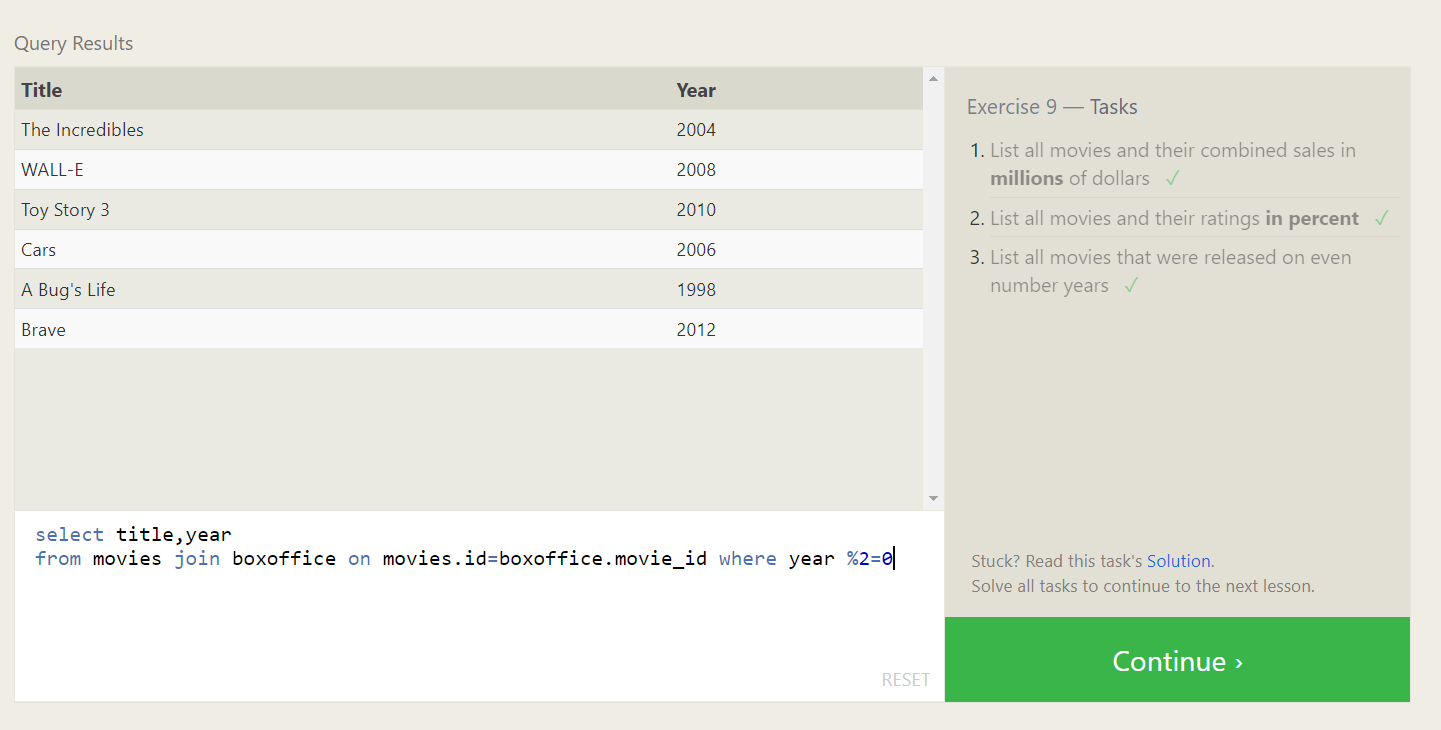 Query Results
Title Year
The Incredibles 2004
WALL-E 2008
Toy Story 3 2010
Cars 2006
A Bug's Life 1998
Brave 2012
select title,year
from movies join boxoffice on movies.id=boxoffice.movie_id where year %2=0
RESET
Exercise 9 — Tasks
1. List all movies and their combined sales in
millions of dollars ✓
2. List all movies and their ratings in percent ✓
3. List all movies that were released on even
number years ✓
Stuck? Read this task's Solution.
Solve all tasks to continue to the next lesson.
Continue ›